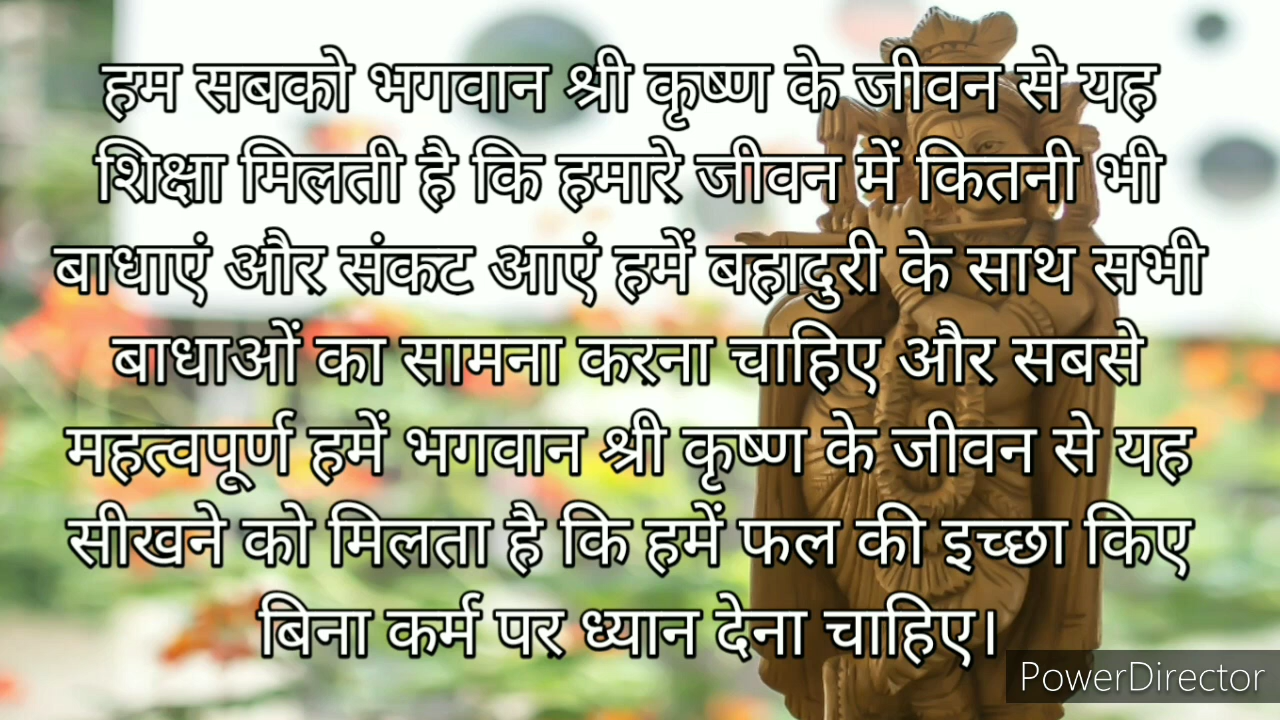 हम सबको भगवान श्री कृष्ण के जीवन से यह
शिक्षा मिलती है कि हमारे जीवन में कितनी भी
बाधाएं और संकट आएं हमें बहादुरी के साथ सभी
बाधाओं का सामना करना चाहिए और सबसे
महत्वपूर्ण हमें भगवान श्री कृष्ण के जीवन से यह
सीखने को मिलता है कि हमें फल की इच्छा किए
बिना कर्म पर ध्यान देना चाहिए।
PowerDirector